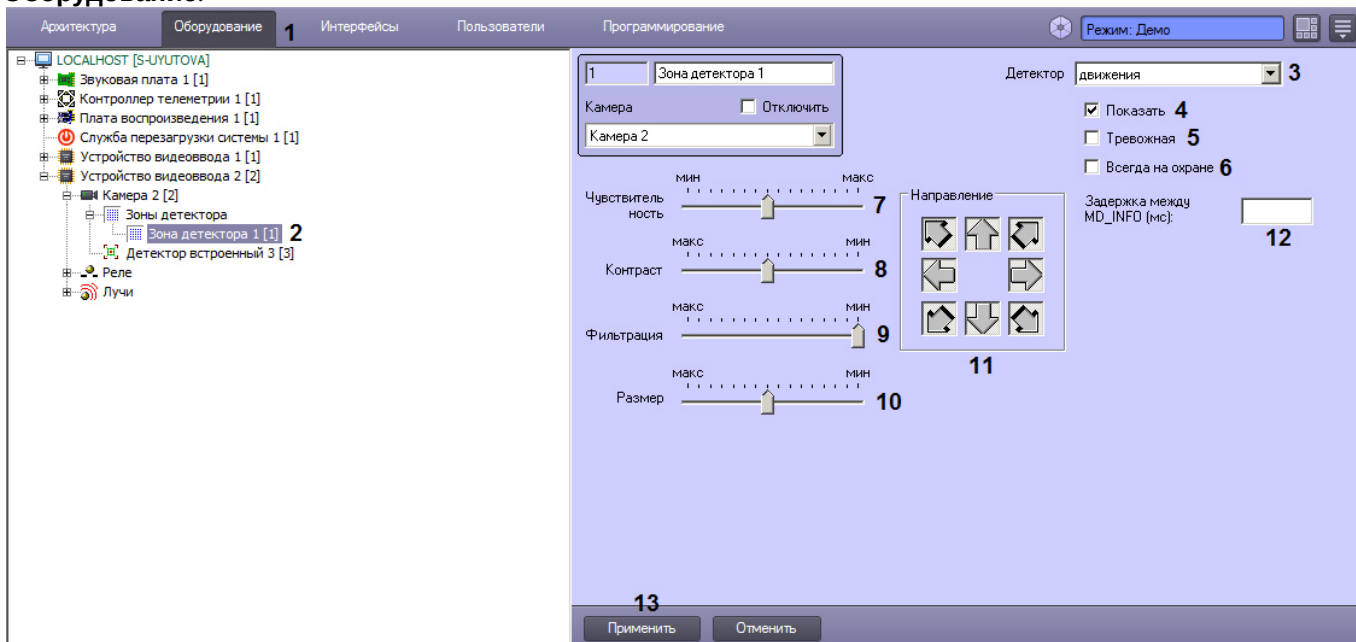 Оборудование.
Архитектура Оборудование 1 Интерфейсы Пользователи Программирование Режим: Демо
LOCALHOST [S-UYUTOVA]
Звуковая плата 1 [1]
Контроллер телеметрии 1 [1]
Плата воспроизведения 1 [1]
Служба перезагрузки системы 1 [1]
Устройство видеоввода 1 [1]
Устройство видеоввода 2 [2]
Камера 2 [2]
Зоны детектора
Зона детектора 1 [1] 2
Детектор встроенный 3 [3]
Реле
Лучи
1 Зона детектора 1
Камера Отключить
Камера 2
Детектор движения 3
Показать 4
Тревожная 5
Всегда на охране 6
Задержка между
MD_INFO (мс):
12
мин макс
Чувствитель
ность
7
макс мин
Контраст 8
макс мин
Фильтрация 9
макс мин
Размер 10
Направление
11
13
Применить Отменить